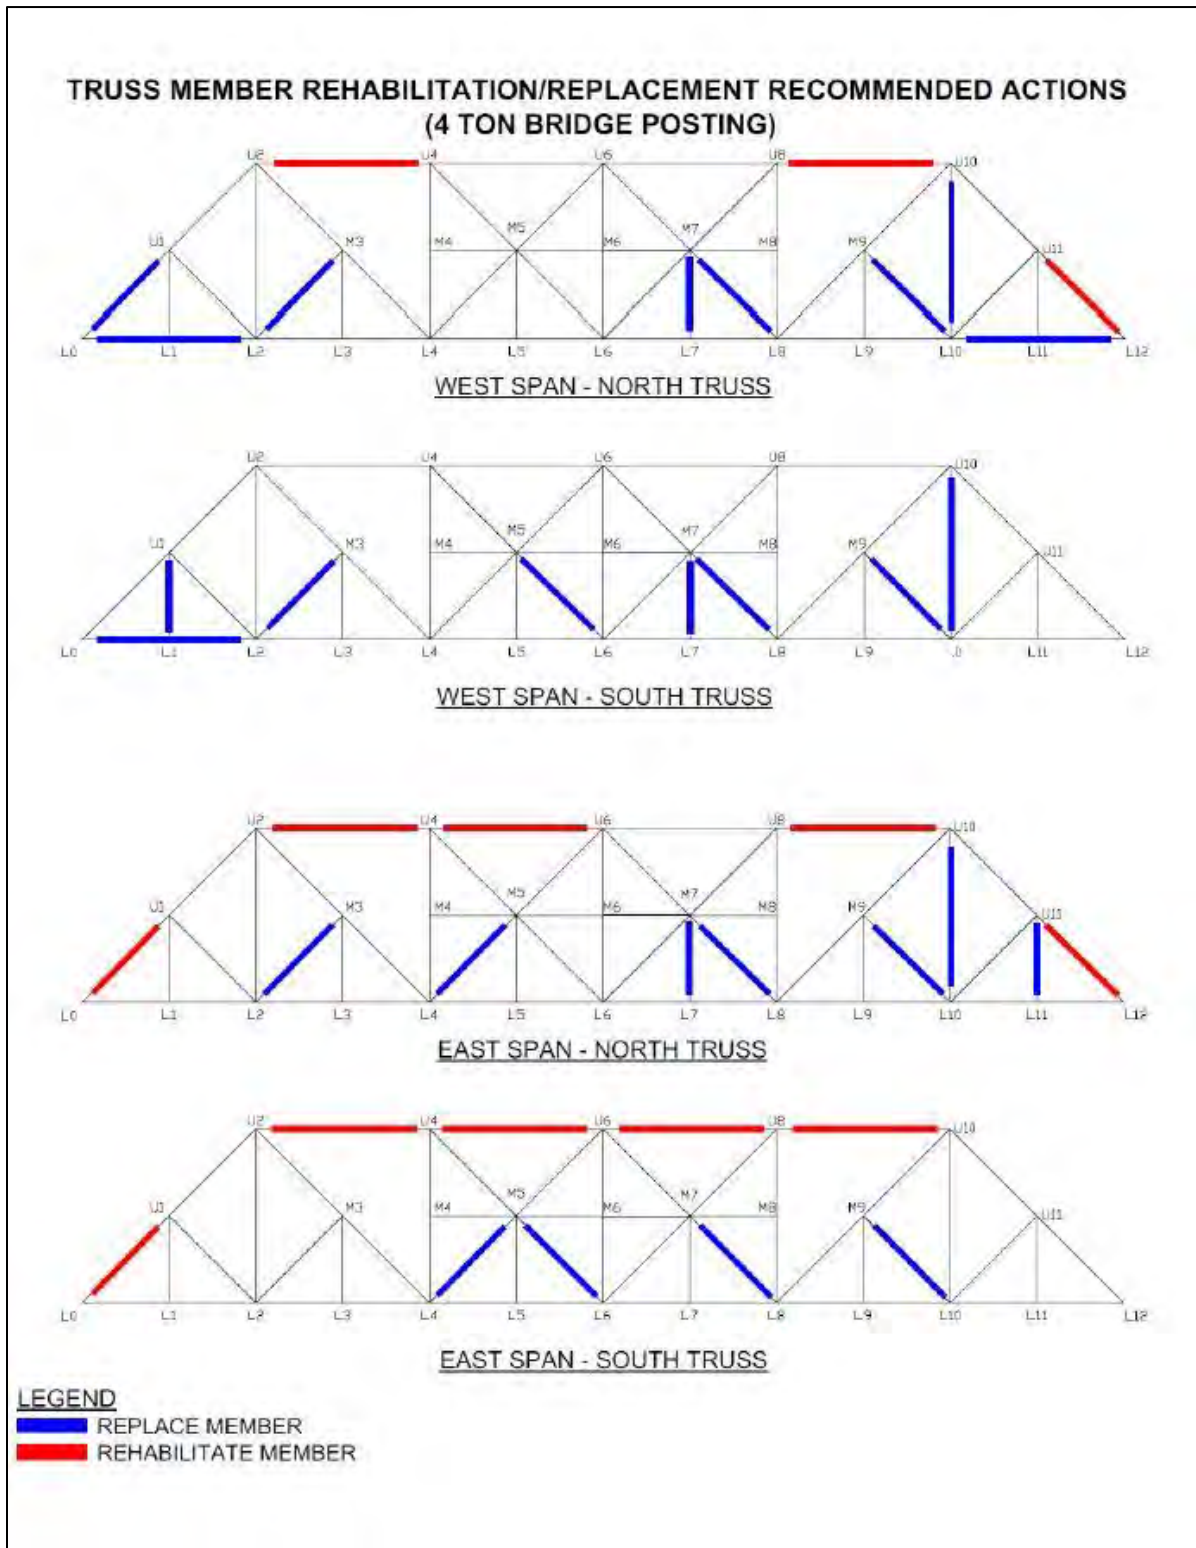 TRUSS MEMBER REHABILITATION/REPLACEMENT RECOMMENDED ACTIONS
(4 TON BRIDGE POSTING)
U2 U4 U6 U8 U10
U1 M3 M4 M5 M6 M7 M8 M9 U11
L0 L1 L2 L3 L4 L5 L6 L7 L8 L9 L10 L11 L12
WEST SPAN - NORTH TRUSS
U2 U4 U6 U8 U10
U1 M3 M4 M5 M6 M7 M8 M9 U11
L0 L1 L2 L3 L4 L5 L6 L7 L8 L9 .0 L11 L12
WEST SPAN - SOUTH TRUSS
U2 U4 U6 U8 U10
U1 M3 M4 M5 M6 M7 M8 M9 U11
L0 L1 L2 L3 L4 L5 L6 L7 L8 L9 L10 L11 L12
EAST SPAN - NORTH TRUSS
U2 U4 U6 U8 U10
U1 M3 M4 M5 M6 M7 M8 M9 U11
L0 L1 L2 L3 L4 L5 L6 L7 L8 L9 L10 L11 L12
EAST SPAN - SOUTH TRUSS
LEGEND
REPLACE MEMBER
REHABILITATE MEMBER